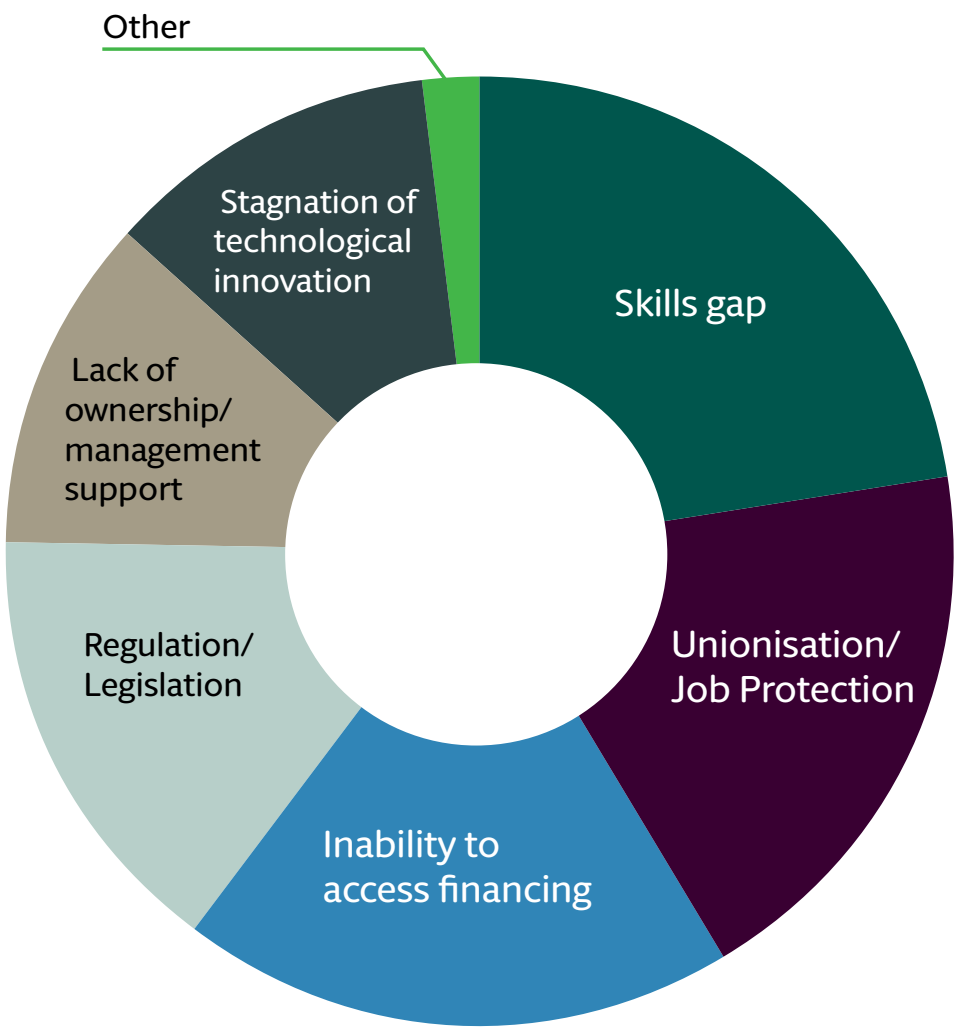 Other
Stagnation of
technological
innovation
Skills gap
Lack of
ownership/
management
support
Regulation/
Legislation
Unionisation/
Job Protection
Inability to
access financing